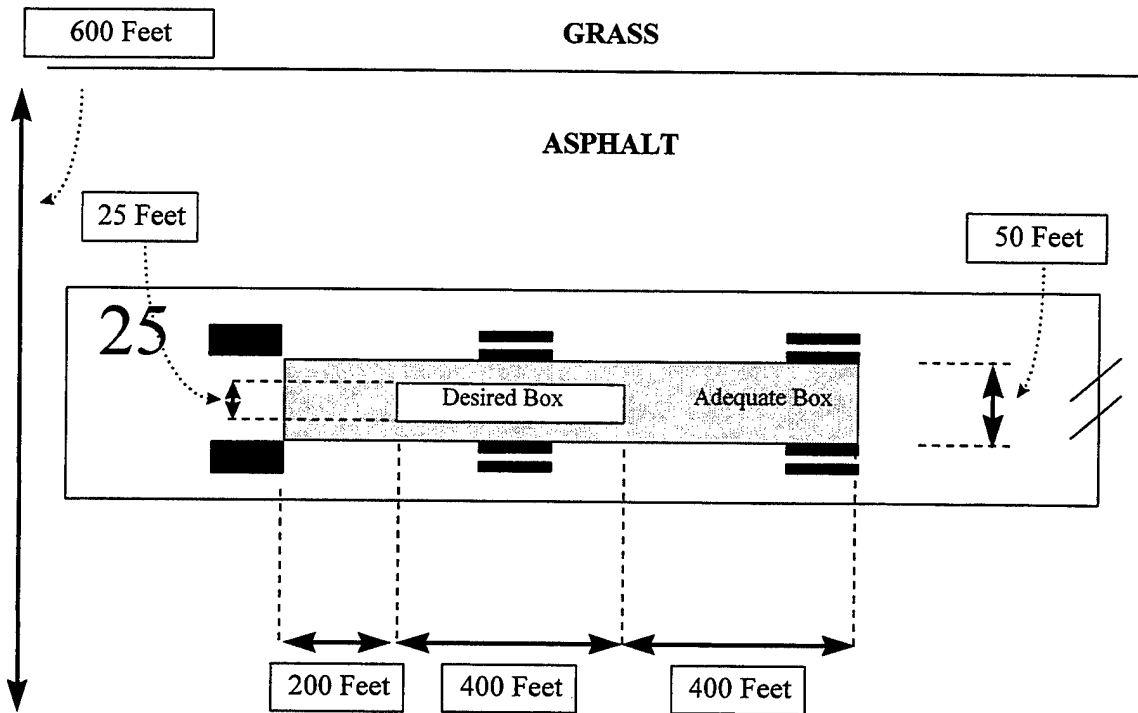 600 Feet
GRASS
ASPHALT
25 Feet
50 Feet
25
Desired Box
Adequate Box
200 Feet
400 Feet
400 Feet